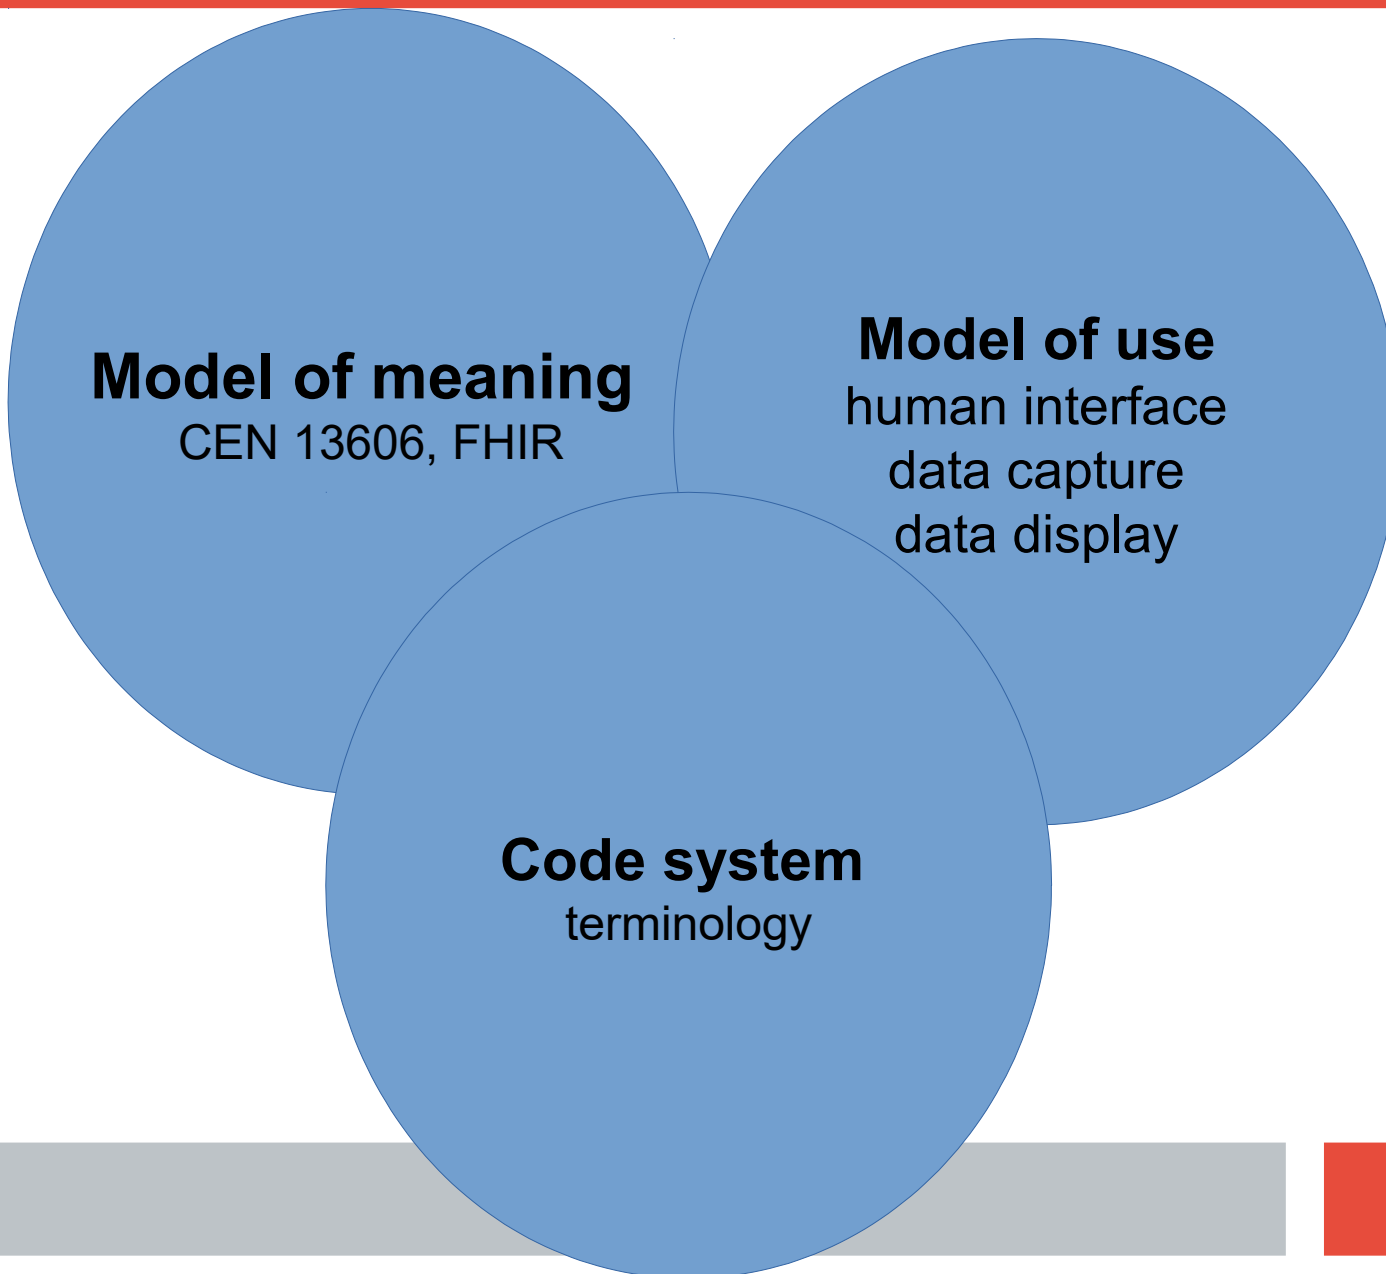 Model of meaning
CEN 13606, FHIR
Model of use
human interface
data capture
data display
Code system
terminology